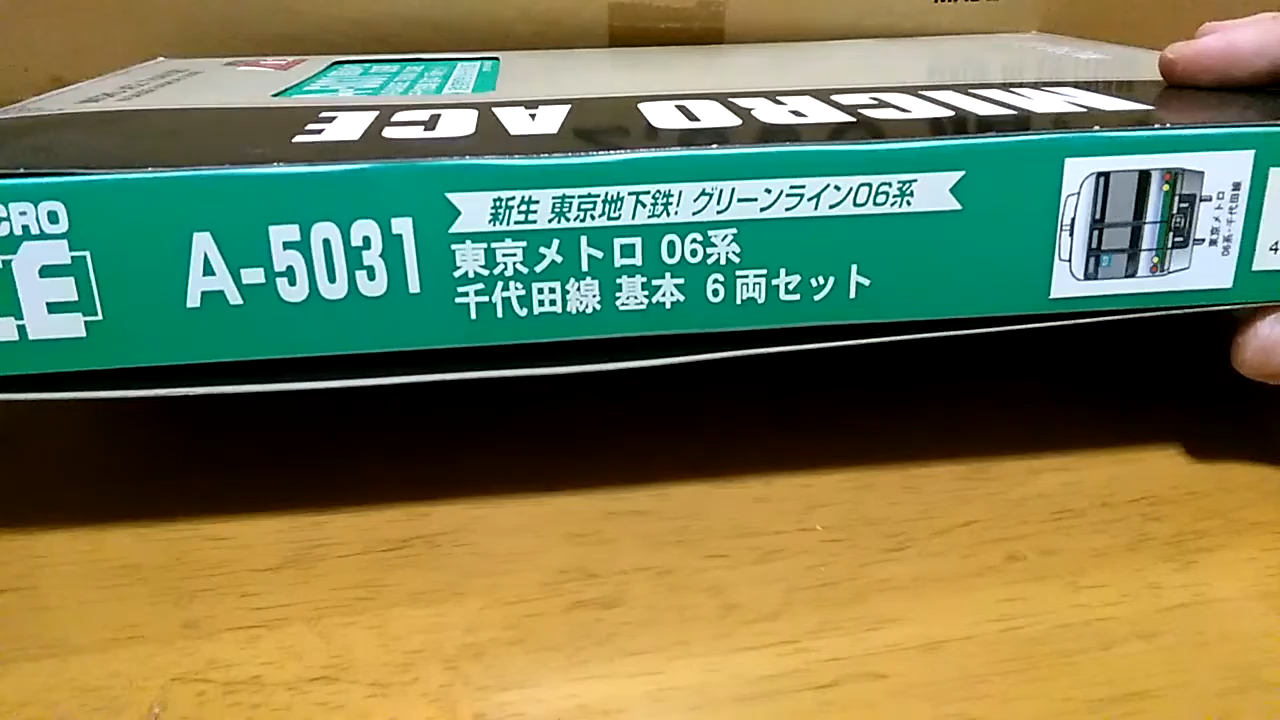 MICRO ACE
CRO
A-5031
新生 東京地下鉄! グリーンライン06系
東京メトロ 06系
千代田線 基本 6両セット
東京メトロ
06系・千代田線
4